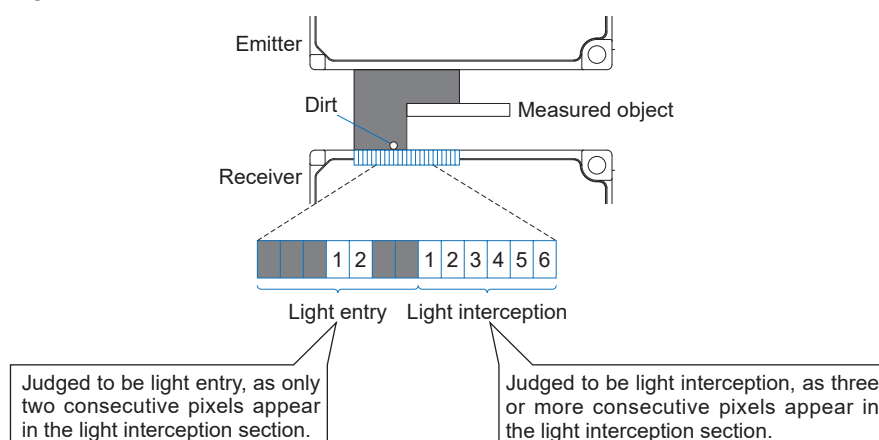 Emitter
Dirt
Measured object
Receiver
1 2 1 2 3 4 5 6
Light entry Light interception
Judged to be light entry, as only
two consecutive pixels appear
in the light interception section.
Judged to be light interception, as three
or more consecutive pixels appear in
the light interception section.